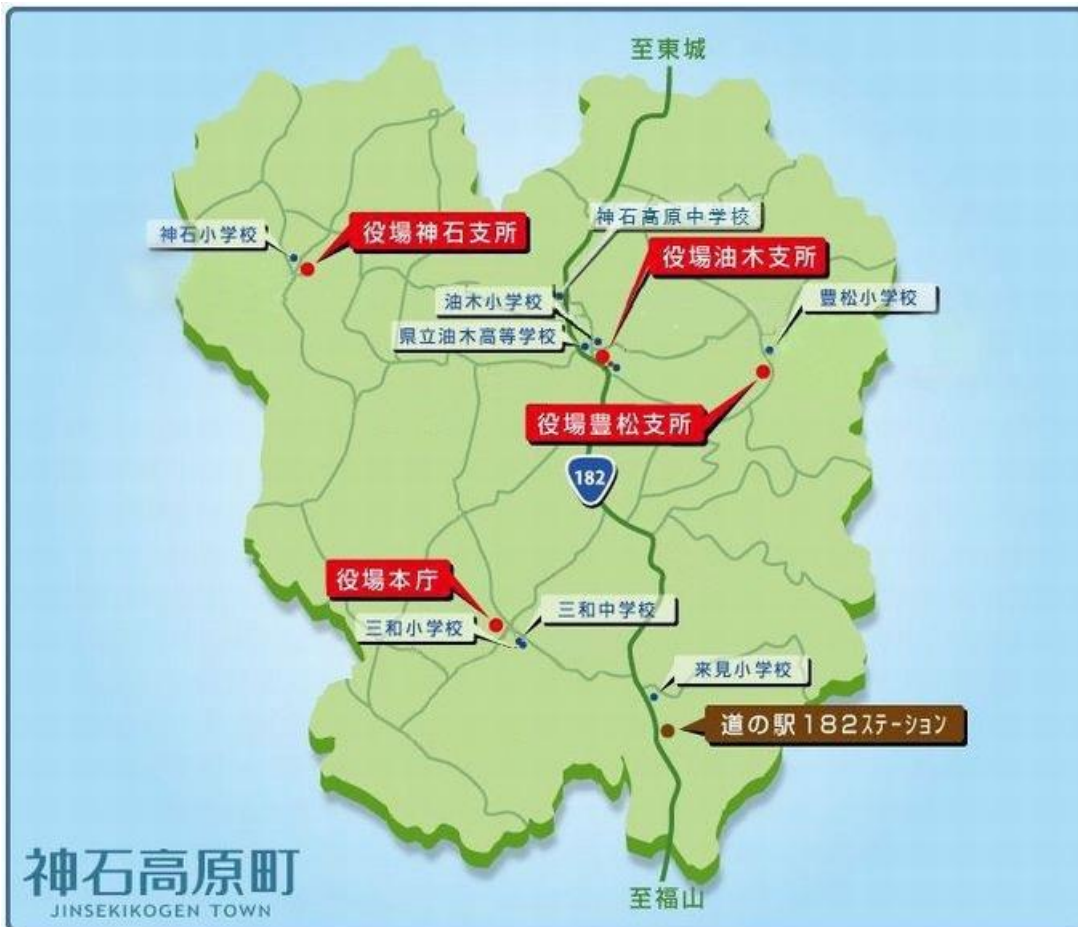 至東城
神石高原中学校
神石小学校
役場神石支所
役場油木支所
油木小学校
豊松小学校
県立油木高等学校
役場豊松支所
182
役場本庁
三和中学校
三和小学校
来見小学校
道の駅182ｽﾃｰｼｮﾝ
神石高原町
JINSEKIKOGEN TOWN
至福山